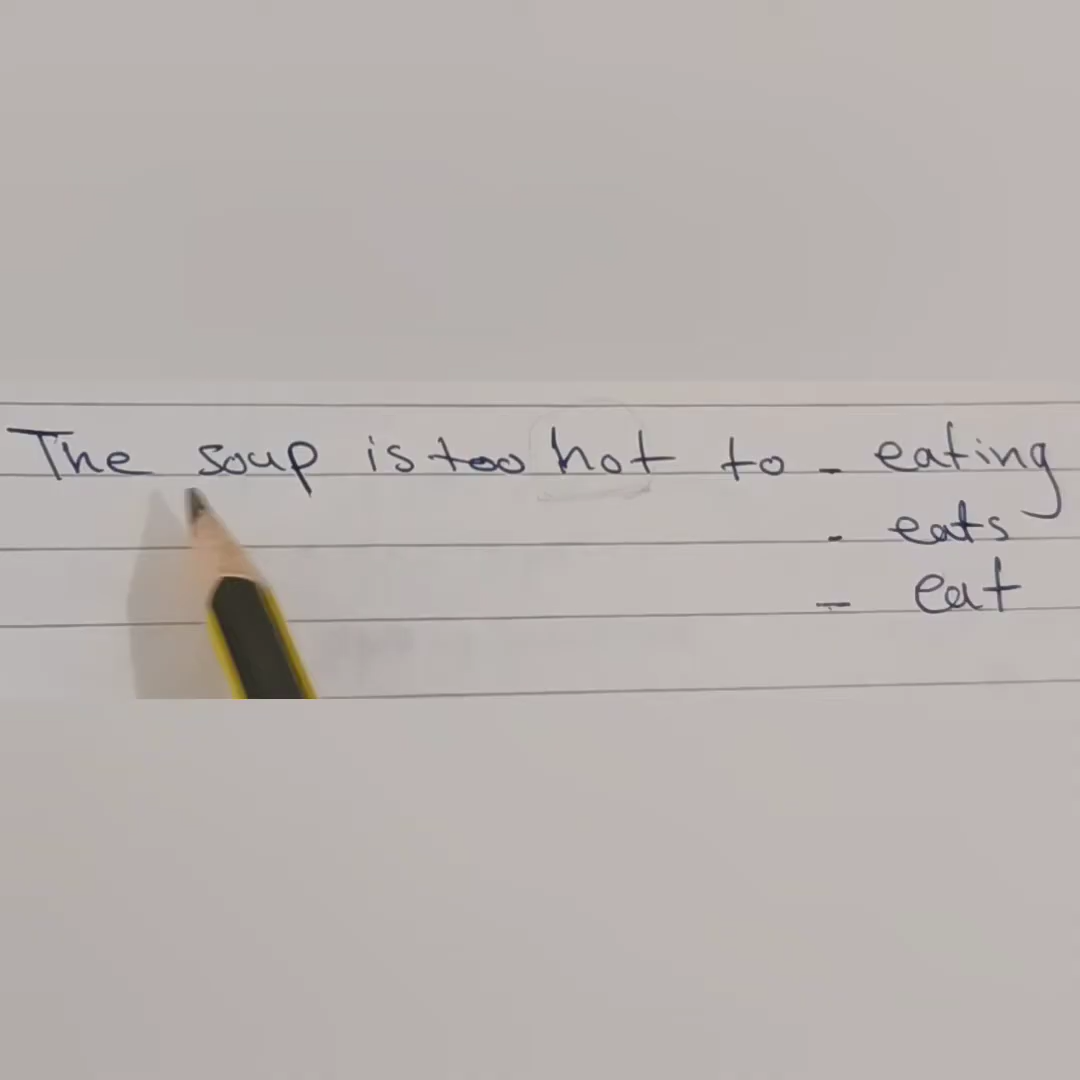 The soup is too hot to - eating
- eats
- eat